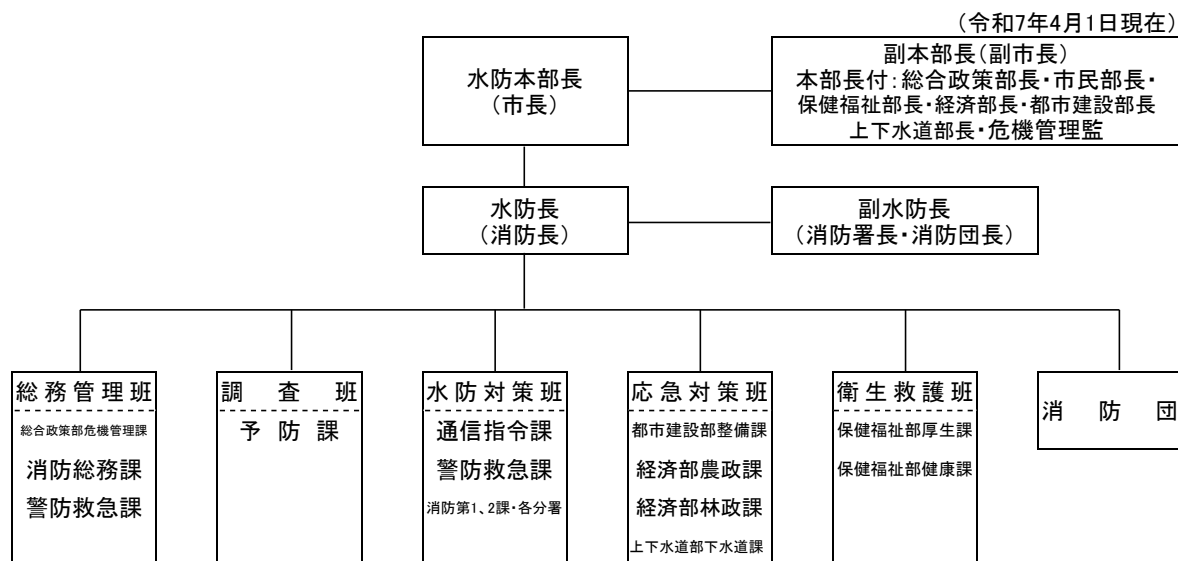 (令和7年4月1日現在)
水防本部長
(市長)
副本部長(副市長)
本部長付:総合政策部長・市民部長・
保健福祉部長・経済部長・都市建設部長
上下水道部長・危機管理監
水防長
(消防長)
副水防長
(消防署長・消防団長)
総務管理班
総合政策部危機管理課
消防総務課
警防救急課
調査班
予防課
水防対策班
通信指令課
警防救急課
消防第1、2課・各分署
応急対策班
都市建設部整備課
経済部農政課
経済部林政課
上下水道部下水道課
衛生救護班
保健福祉部厚生課
保健福祉部健康課
消防団